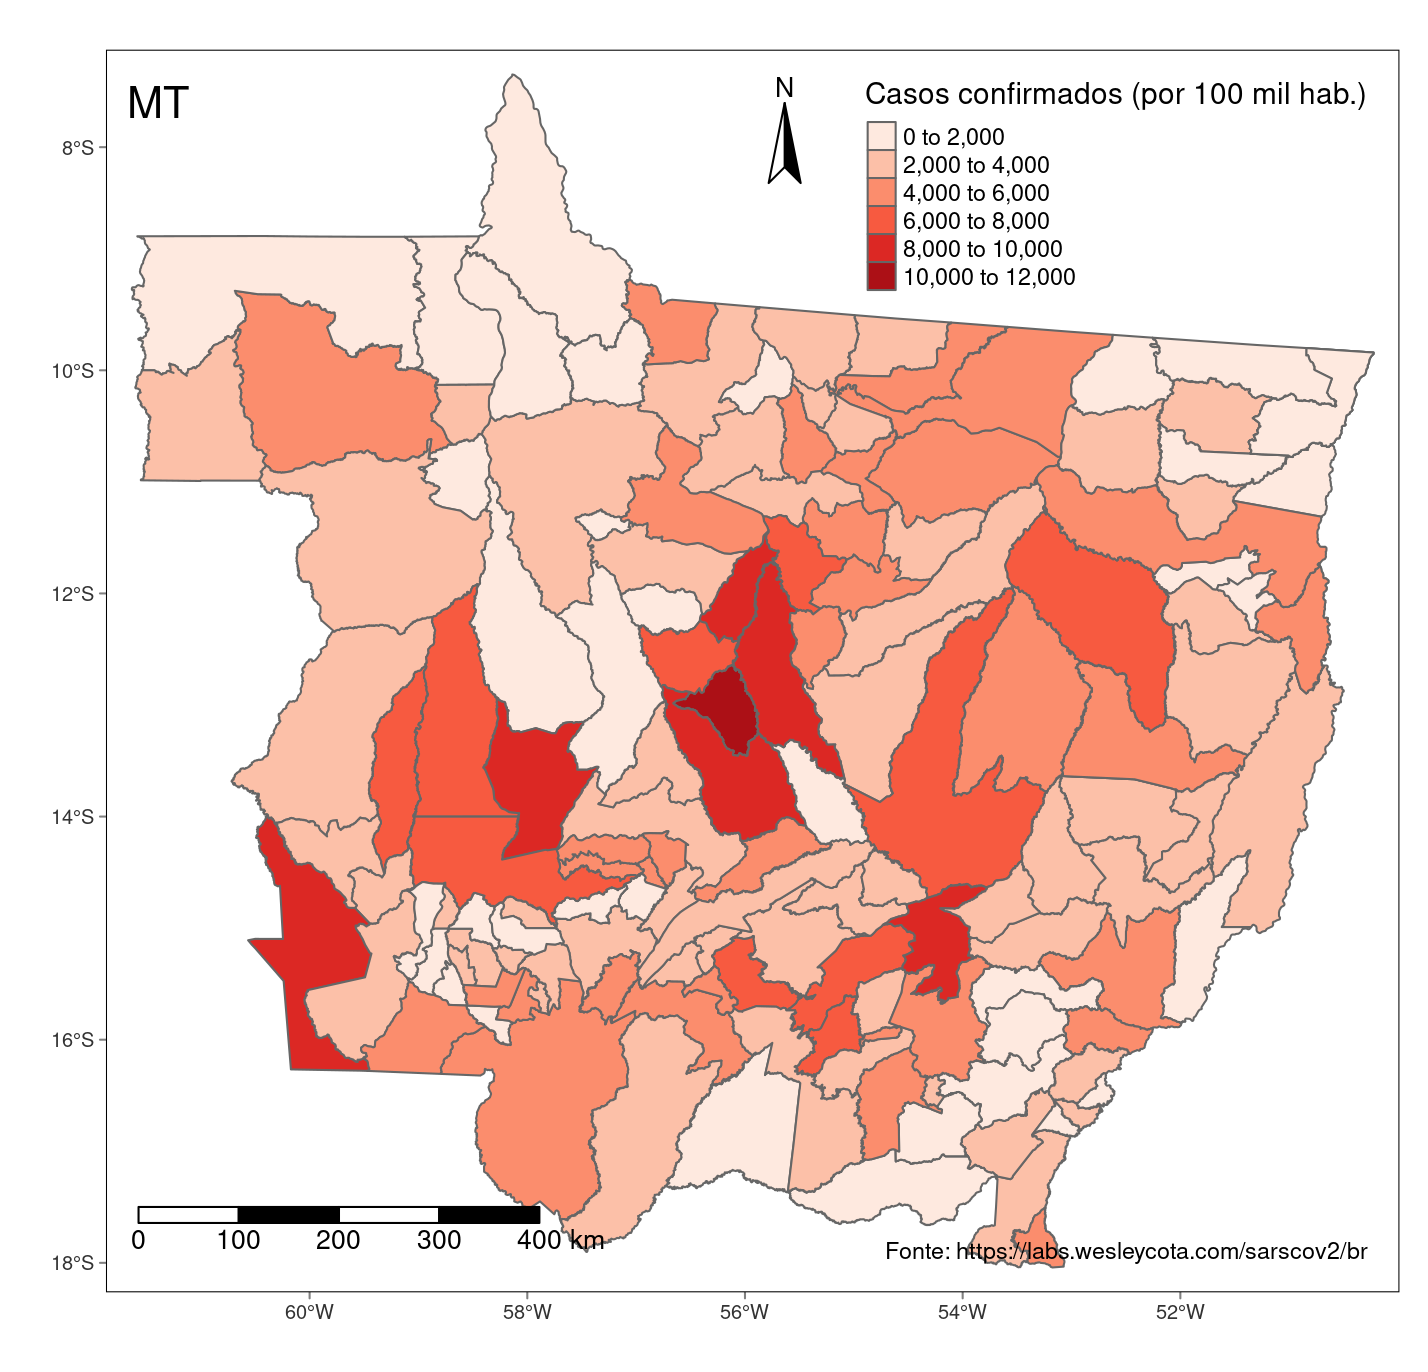 MT
N
Casos confirmados (por 100 mil hab.)
0 to 2,000
2,000 to 4,000
4,000 to 6,000
6,000 to 8,000
8,000 to 10,000
10,000 to 12,000
8°S
10°S
12°S
14°S
16°S
18°S
0 100 200 300 400 km
Fonte: https://labs.wesleycota.com/sarscov2/br
60°W 58°W 56°W 54°W 52°W